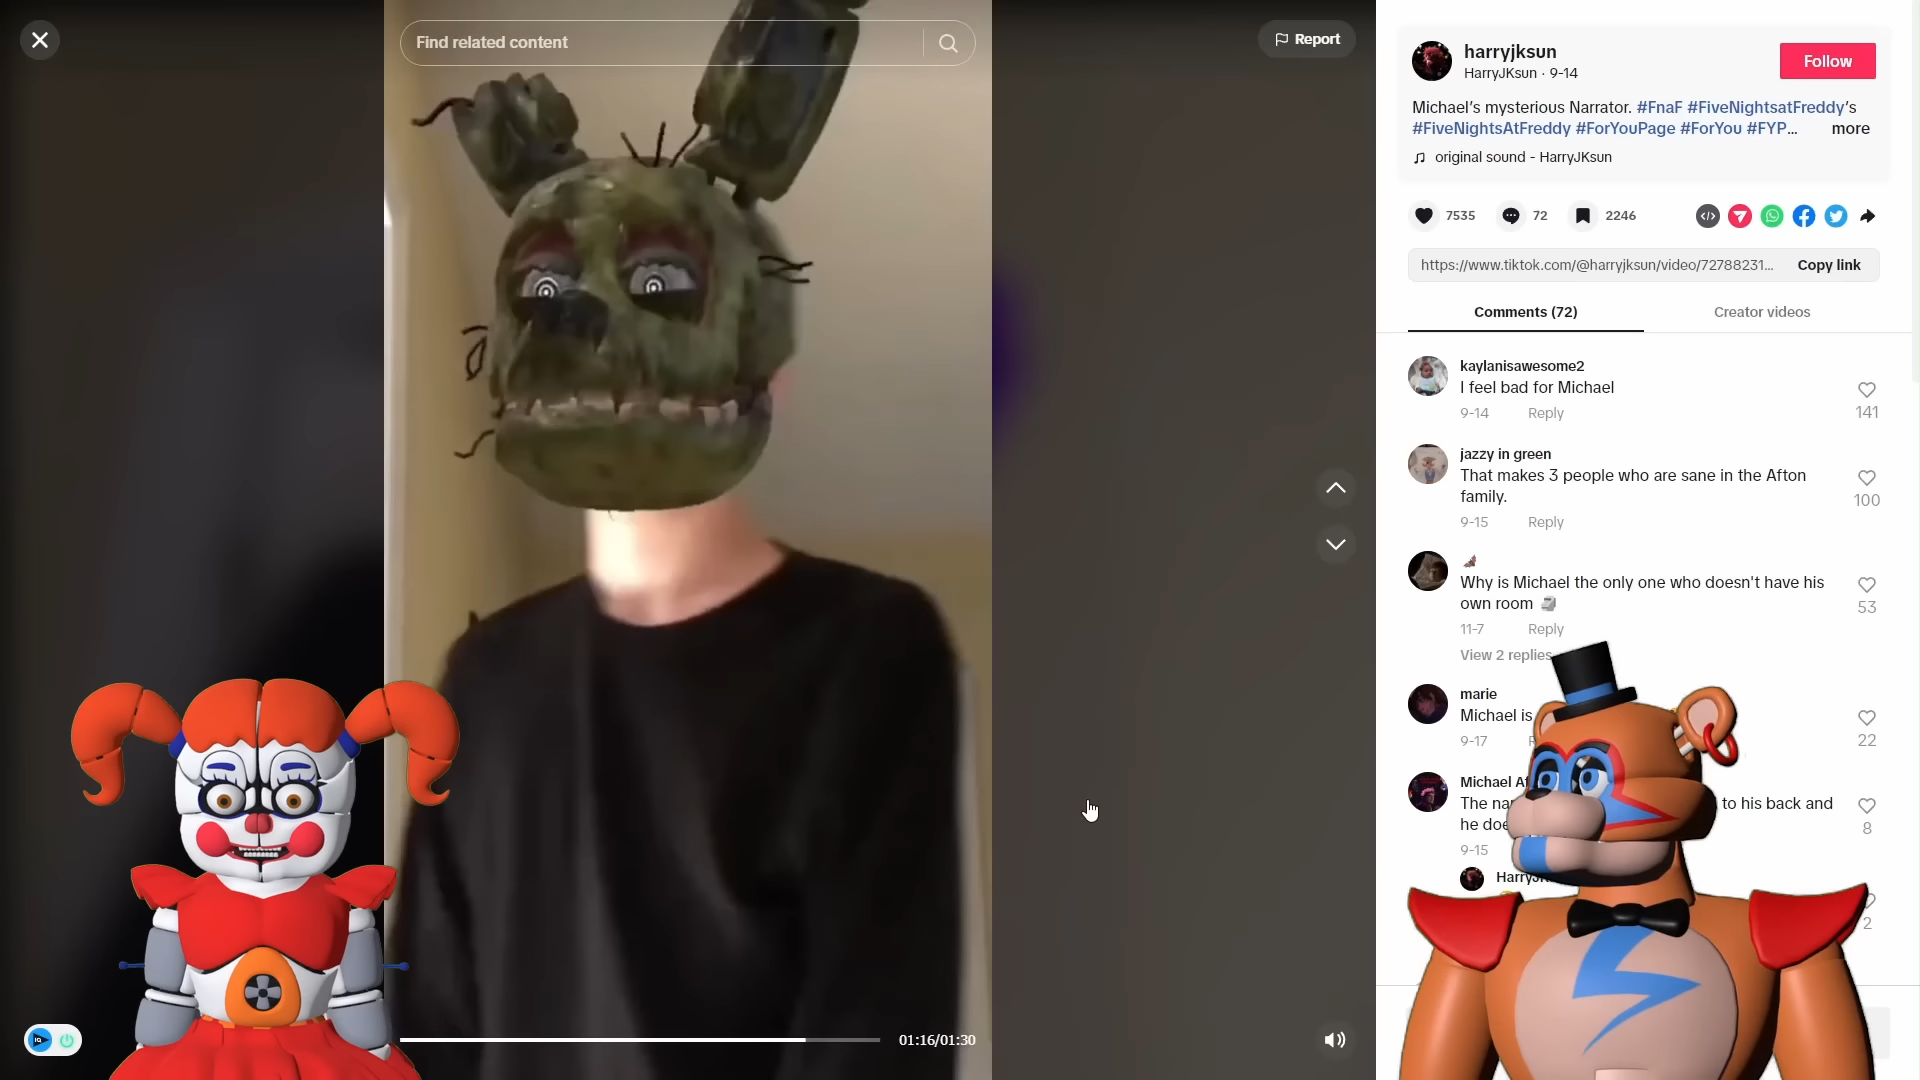 Find related content
Report
harryjksun
HarryJKsun · 9-14
Follow
Michael's mysterious Narrator. #FnaF #FiveNightsatFreddy's
#FiveNightsAtFreddy #ForYouPage #ForYou #FYP... more
original sound - HarryJKsun
7535
72
2246
https://www.tiktok.com/@harryjksun/video/72788231...
Copy link
Comments (72)
Creator videos
kaylanisawesome2
I feel bad for Michael
9-14 Reply
141
jazzy in green
That makes 3 people who are sane in the Afton
family.
9-15 Reply
100
Why is Michael the only one who doesn't have his
own room 🗿
11-7 Reply
53
View 2 replies
marie
Michael is
9-17
22
Michael
The to his back and
he
9-15
8
2
01:16/01:30